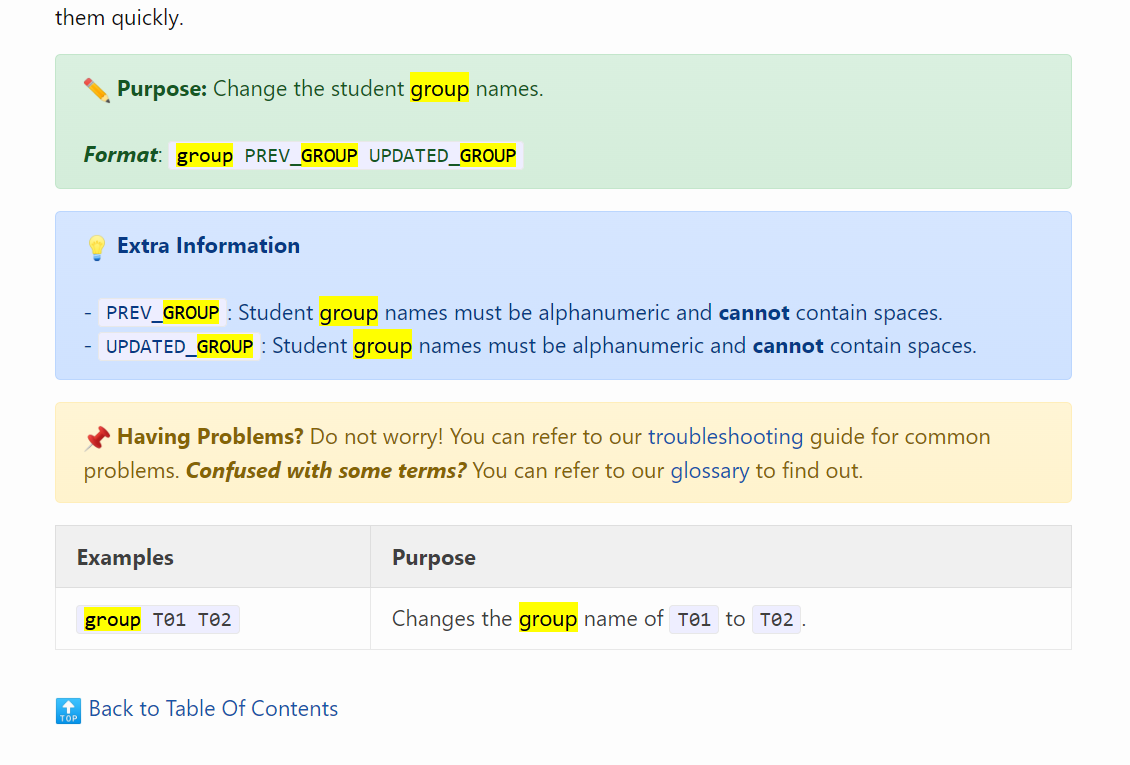 them quickly.
Purpose: Change the student group names.
Format: group PREV_GROUP UPDATED_GROUP
Extra Information
- PREV_GROUP : Student group names must be alphanumeric and cannot contain spaces.
- UPDATED_GROUP : Student group names must be alphanumeric and cannot contain spaces.
Having Problems? Do not worry! You can refer to our troubleshooting guide for common
problems. Confused with some terms? You can refer to our glossary to find out.
Examples Purpose
group T01 T02 Changes the group name of T01 to T02 .
TOP Back to Table Of Contents